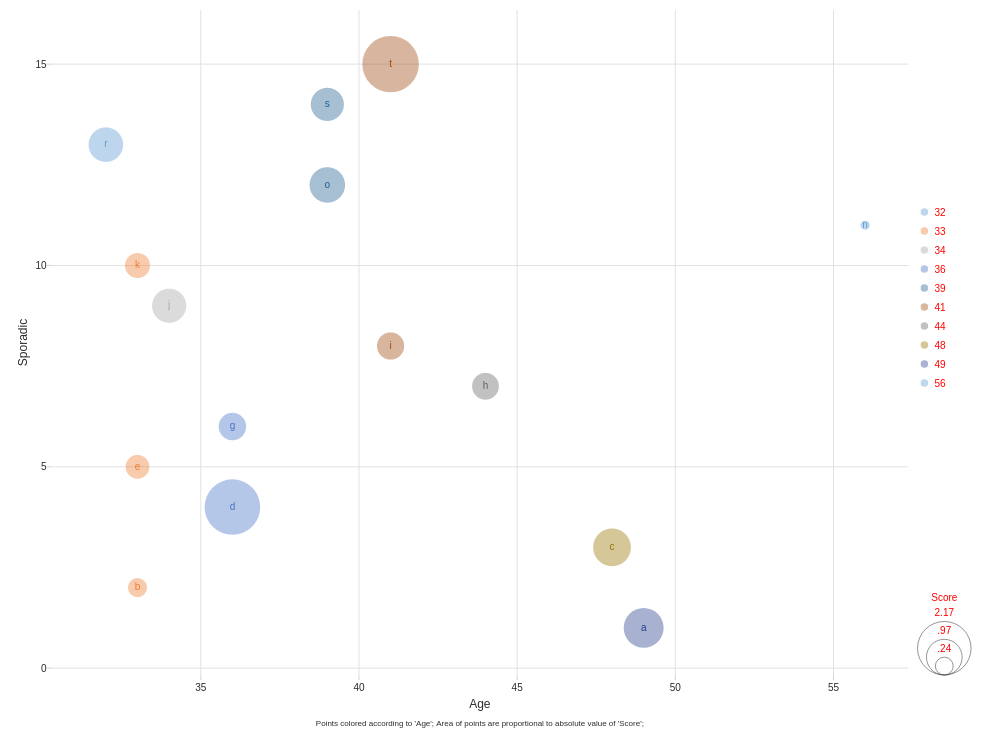 15
10
5
0
Sporadic
t
s
r
o
n
k
j
i
h
g
e
d
c
a
b
35
40
45
50
55
Age
Points colored according to 'Age'; Area of points are proportional to absolute value of 'Score';
32
33
34
36
39
41
44
48
49
56
Score
2.17
.97
.24